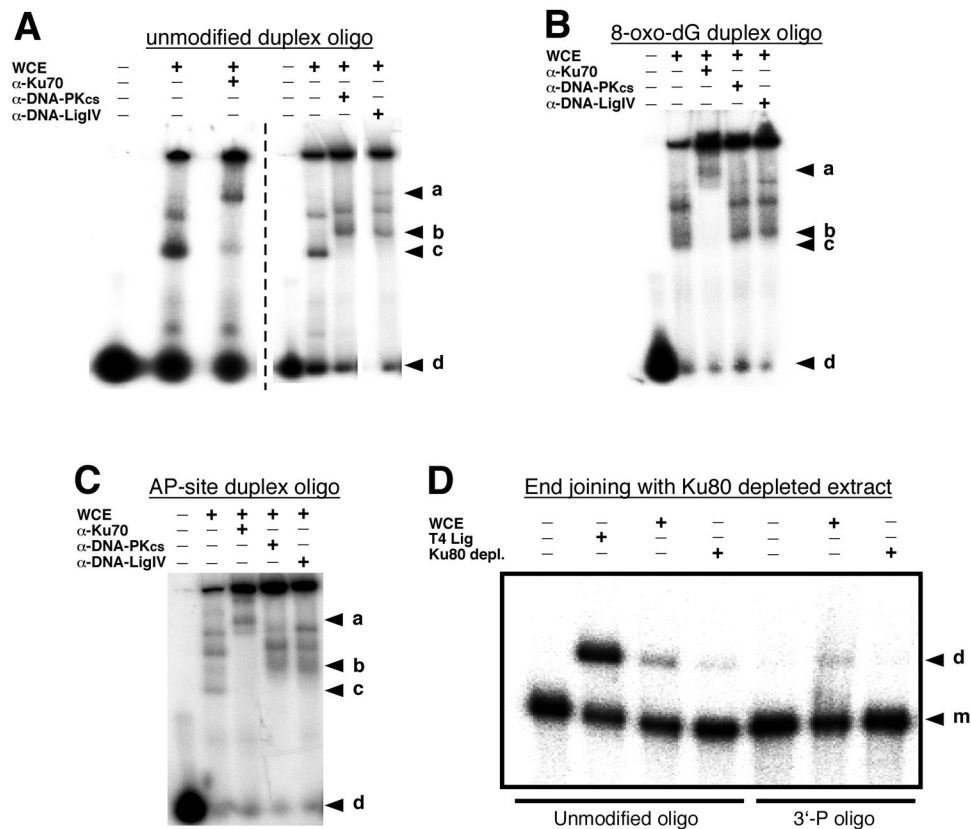 A
unmodified duplex oligo
WCE – + + – + + +
α-Ku70 – – + – – – –
α-DNA-PKcs – – – – – + –
α-DNA-LigIV – – – – – – +
a
b
c
d
B
8-oxo-dG duplex oligo
WCE – + + + +
α-Ku70 – – + – –
α-DNA-PKcs – – – + –
α-DNA-LigIV – – – – +
a
b
c
d
C
AP-site duplex oligo
WCE – + + + +
α-Ku70 – – + – –
α-DNA-PKcs – – – + –
α-DNA-LigIV – – – – +
a
b
c
d
D
End joining with Ku80 depleted extract
WCE – – + – – + –
T4 Lig – + – – – – –
Ku80 depl. – – – + – – +
d
m
Unmodified oligo 3'-P oligo